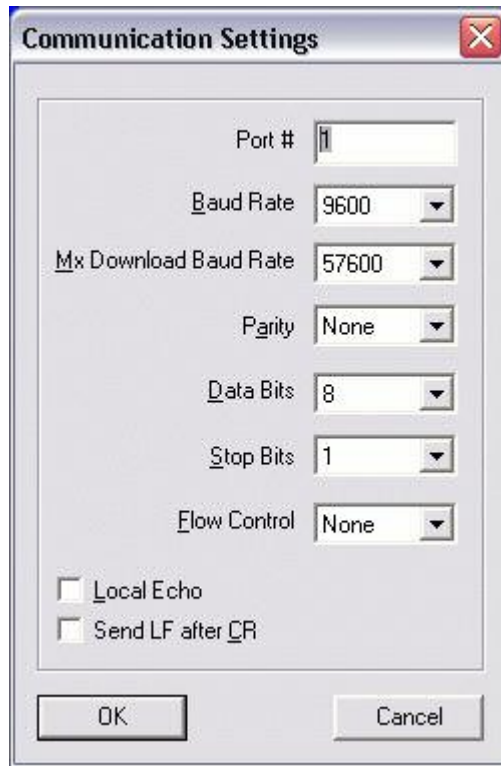 Communication Settings
Port # 1
Baud Rate 9600
Mx Download Baud Rate 57600
Parity None
Data Bits 8
Stop Bits 1
Flow Control None
Local Echo
Send LF after CR
OK Cancel